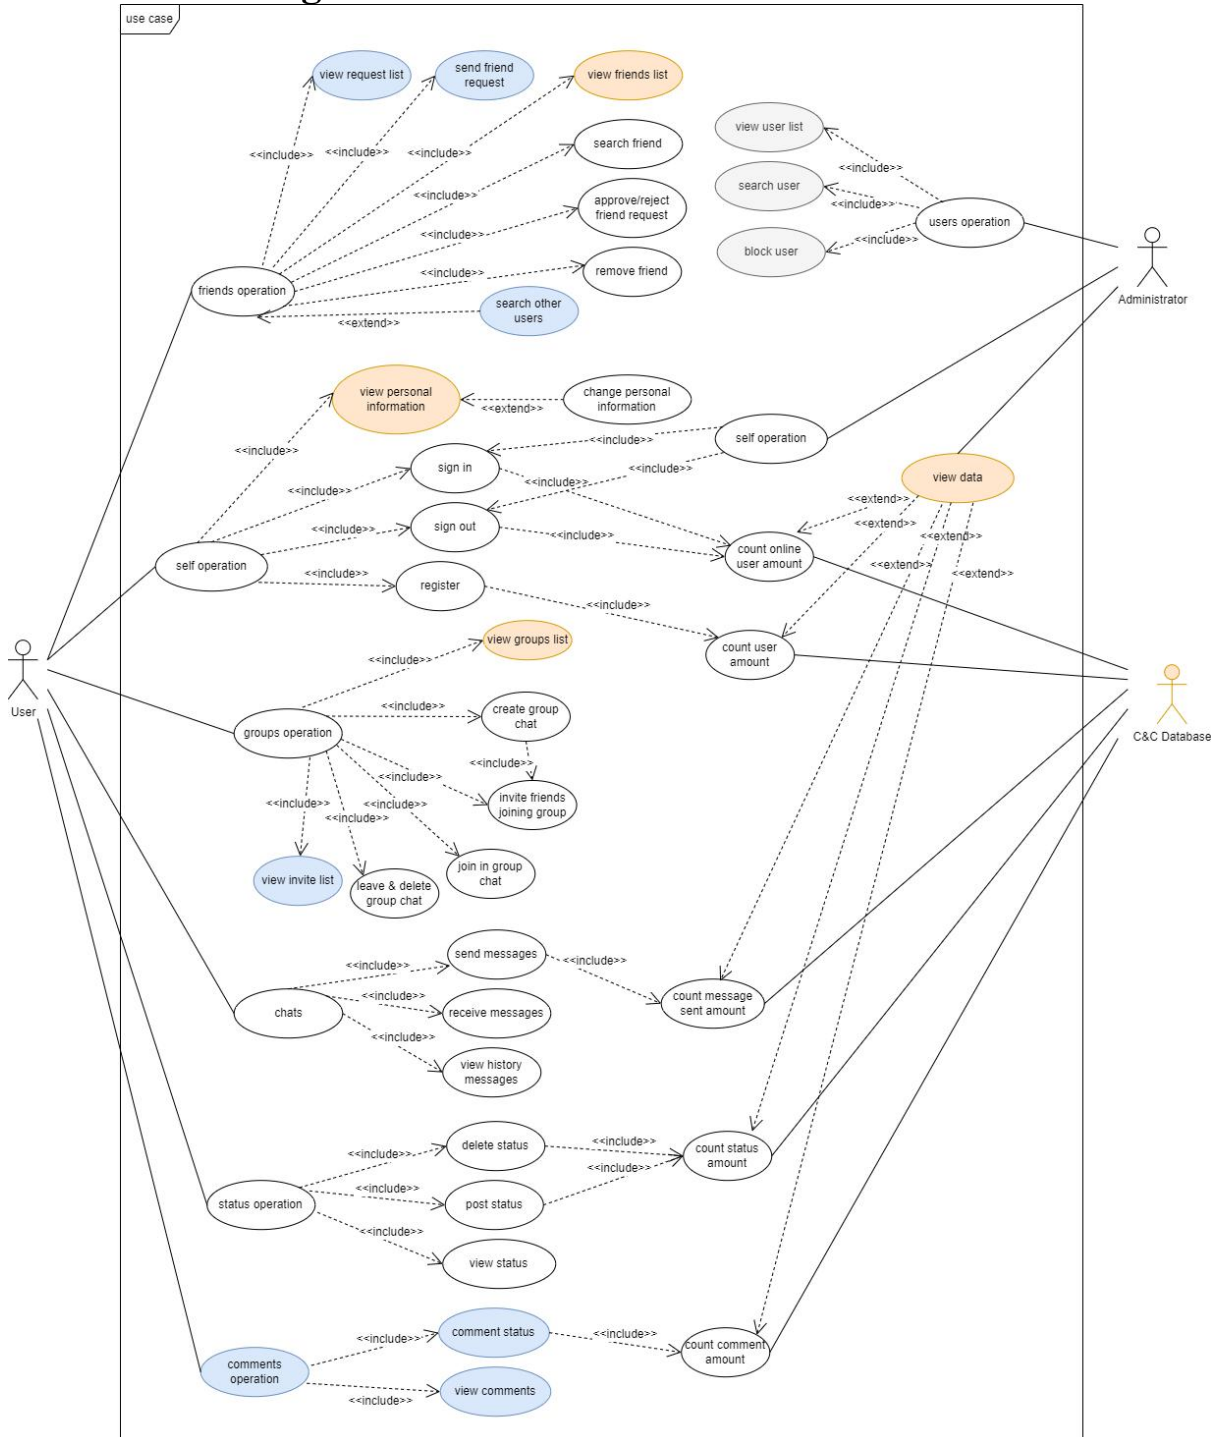 use case
view request list
send friend
request
view friends list
view user list
search friend
<<include>>
<<include>>
<<include>>
<<include>>
search user
<<include>>
approve/reject
friend request
<<include>>
users operation
<<include>>
<<include>>
block user
remove friend
<<include>>
friends operation
Administrator
search other
users
<<extend>>
view personal
information
change personal
information
<<extend>>
<<include>>
self operation
<<include>>
sign in
<<include>>
view data
<<include>>
<<extend>>
sign out
<<include>>
<<include>>
<<extend>>
<<extend>>
count online
user amount
<<extend>>
<<extend>>
self operation
<<include>>
register
<<include>>
view groups list
count user
amount
<<include>>
User
<<include>>
create group
chat
groups operation
C&C Database
<<include>>
<<include>>
<<include>>
<<include>>
<<include>>
invite friends
joining group
view invite list
leave & delete
group chat
join in group
chat
send messages
<<include>>
<<include>>
<<include>>
count message
sent amount
chats
receive messages
<<include>>
view history
messages
delete status
<<include>>
count status
amount
<<include>>
<<include>>
<<include>>
status operation
post status
<<include>>
view status
comment status
<<include>>
<<include>>
count comment
amount
comments
operation
view comments
<<include>>